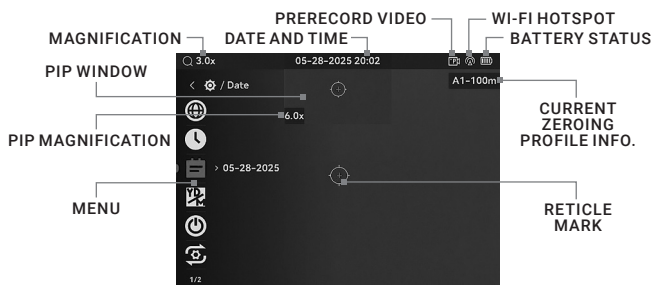 PRERECORD VIDEO
WI-FI HOTSPOT
MAGNIFICATION
DATE AND TIME
BATTERY STATUS
3.0x
05-28-2025 20:02
PIP WINDOW
< / Date
A1-100m
6.0x
CURRENT
ZEROING
PROFILE INFO.
PIP MAGNIFICATION
> 05-28-2025
MENU
YD/M
RETICLE
MARK
1/2